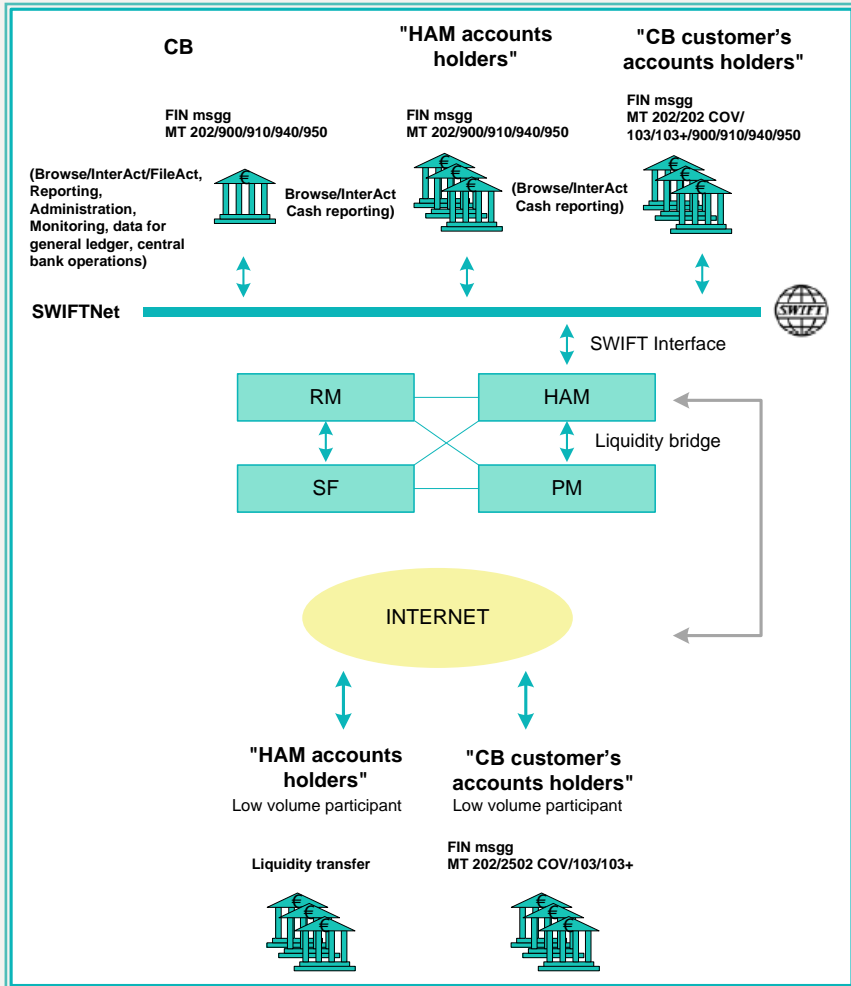 CB
"HAM accounts
holders"
"CB customer's
accounts holders"
FIN msgg
MT 202/900/910/940/950
FIN msgg
MT 202/900/910/940/950
FIN msgg
MT 202/202 COV/
103/103+/900/910/940/950
(Browse/InterAct/FileAct,
Reporting,
Administration,
Monitoring, data for
general ledger, central
bank operations)
€
Browse/InterAct
Cash reporting)
€
(Browse/InterAct
Cash reporting)
€
SWIFTNet
SWIFT
SWIFT Interface
RM
HAM
Liquidity bridge
SF
PM
INTERNET
"HAM accounts
holders"
Low volume participant
"CB customer's
accounts holders"
Low volume participant
Liquidity transfer
FIN msgg
MT 202/2502 COV/103/103+
€
€